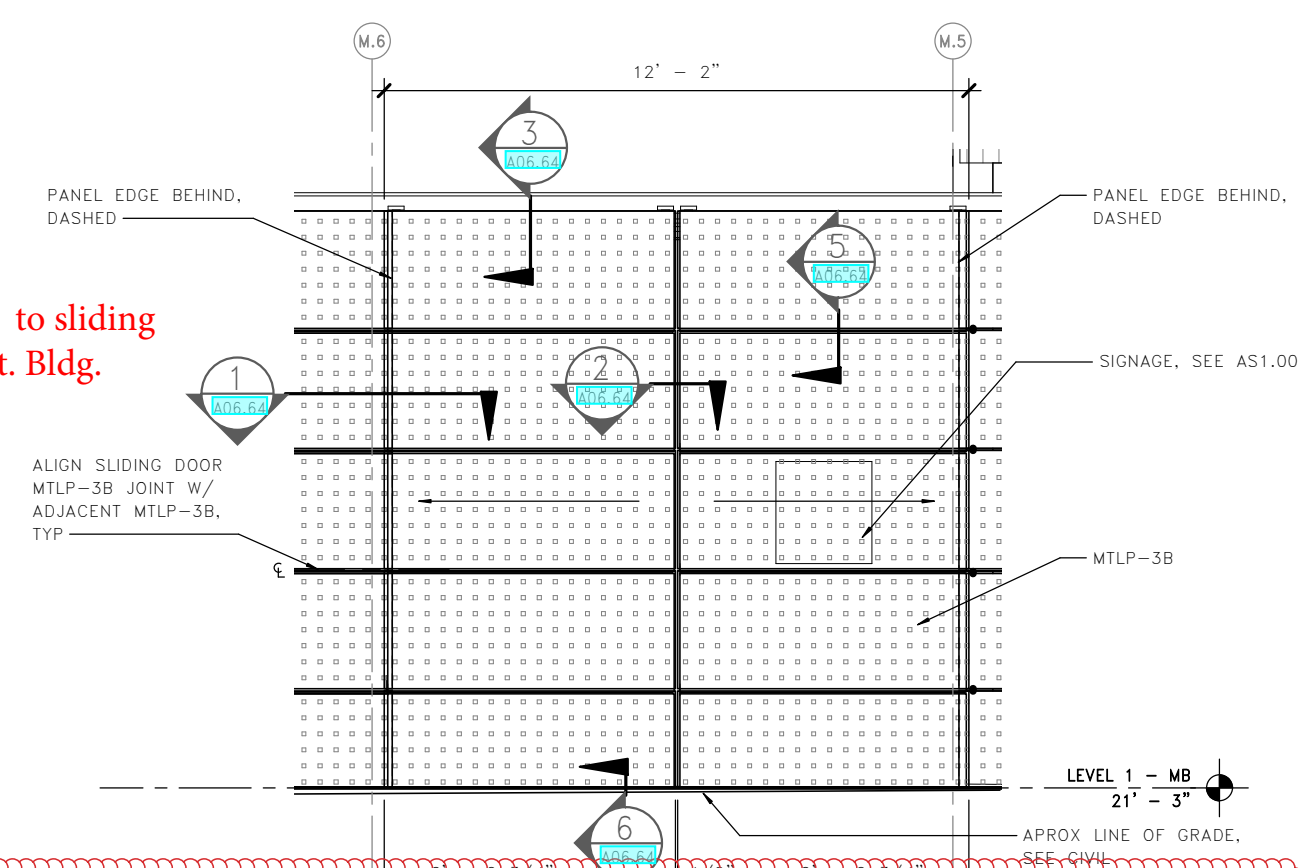 M.6
M.5
12' - 2"
3
A06.64
PANEL EDGE BEHIND,
DASHED
PANEL EDGE BEHIND,
DASHED
5
A06.64
to sliding
t. Bldg.
SIGNAGE, SEE AS1.00
1
A06.64
2
A06.64
ALIGN SLIDING DOOR
MTLP-3B JOINT W/
ADJACENT MTLP-3B,
TYP
℄
MTLP-3B
LEVEL 1 - MB
21' - 3"
6
A06.64
APROX LINE OF GRADE,
SEE CIVIL